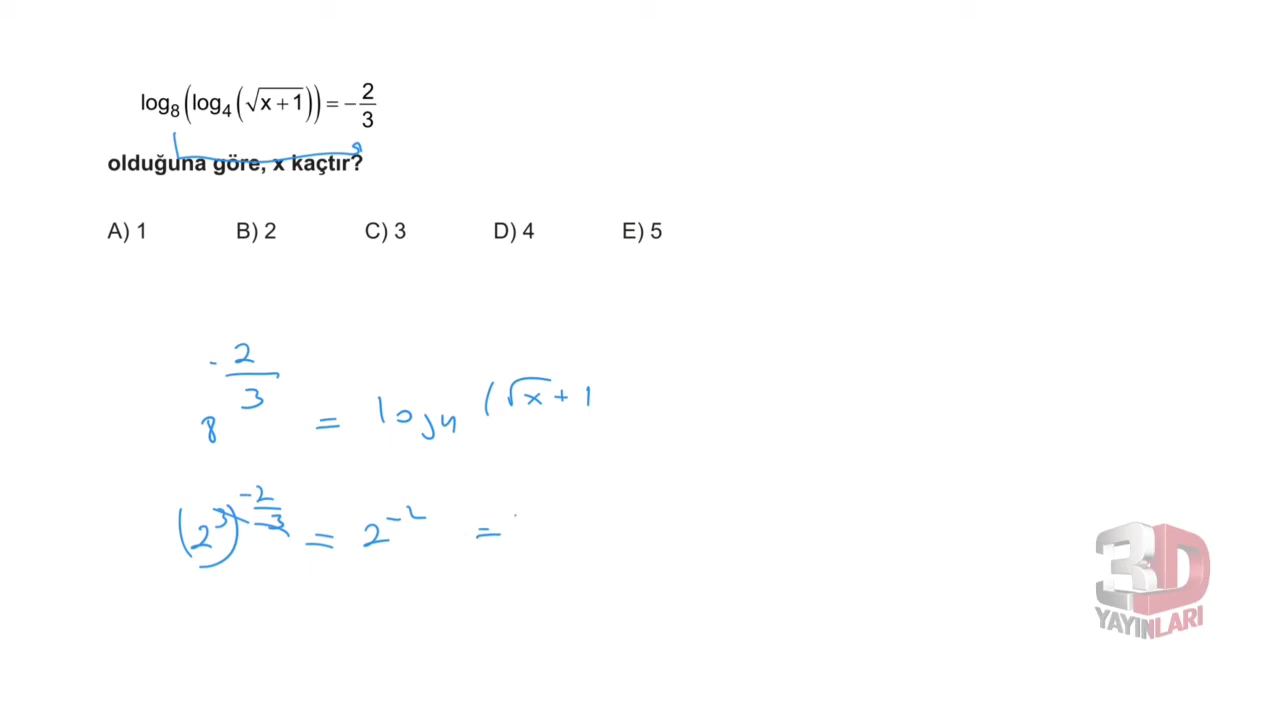 log₈(log₄(√x+1)) = -2/3
olduğuna göre, x kaçtır?
A) 1 B) 2 C) 3 D) 4 E) 5
8^(-2/3) = log₄ (√x + 1
(2³)^(-2/3) = 2⁻² =
3D
YAYINLARI